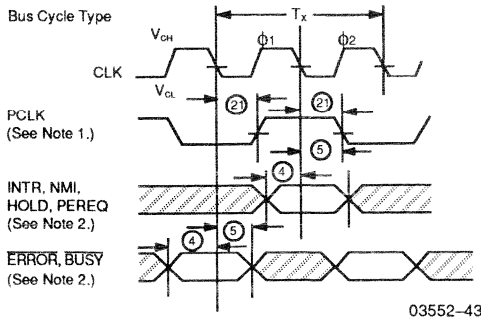 Bus Cycle Type
Tx
VCH
ϕ1
ϕ2
CLK
VCL
21
21
PCLK
(See Note 1.)
5
4
INTR, NMI,
HOLD, PEREQ
(See Note 2.)
4
5
ERROR, BUSY
(See Note 2.)
03552-43